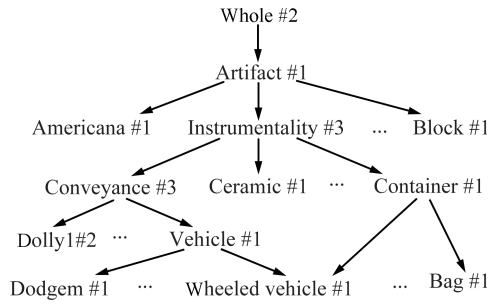 Whole #2
Artifact #1
Americana #1 Instrumentality #3 ... Block #1
Conveyance #3 Ceramic #1 ... Container #1
Dolly1#2 ... Vehicle #1
Dodgem #1 ... Wheeled vehicle #1 ... Bag #1